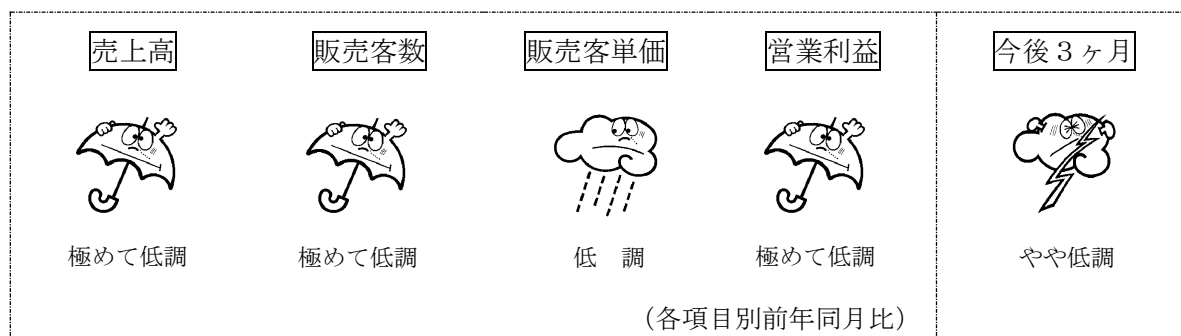 売上高 販売客数 販売客単価 営業利益 今後３ヶ月
極めて低調 極めて低調 低　調 極めて低調 やや低調
（各項目別前年同月比）